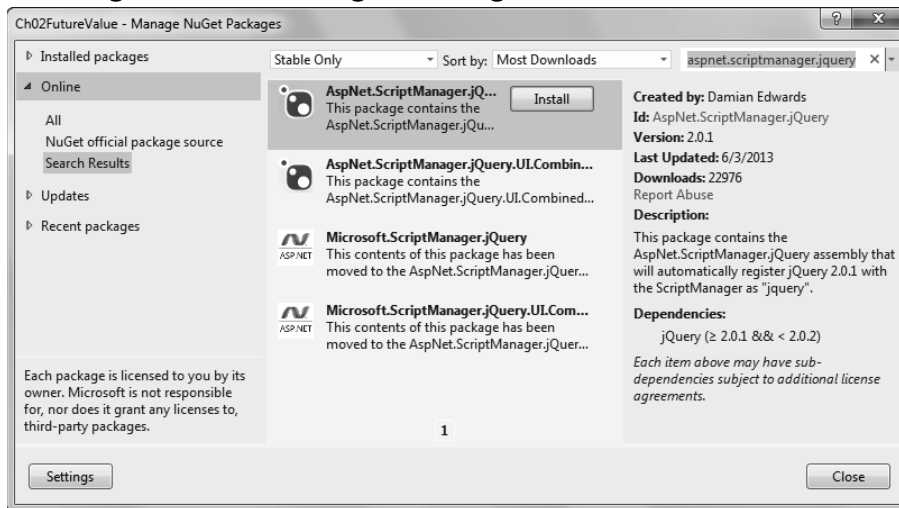 Ch02FutureValue - Manage NuGet Packages
Installed packages
Online
All
NuGet official package source
Search Results
Updates
Recent packages
Each package is licensed to you by its
owner. Microsoft is not responsible
for, nor does it grant any licenses to,
third-party packages.
Settings
Stable Only
Sort by: Most Downloads
AspNet.ScriptManager.jQ...
Install
This package contains the
AspNet.ScriptManager.jQu...
AspNet.ScriptManager.jQuery.UI.Combin...
This package contains the
AspNet.ScriptManager.jQuery.UI.Combined...
ASP.NET
Microsoft.ScriptManager.jQuery
This contents of this package has been
moved to the AspNet.ScriptManager.jQuer...
ASP.NET
Microsoft.ScriptManager.jQuery.UI.Com...
This contents of this package has been
moved to the AspNet.ScriptManager.jQuer...
1
aspnet.scriptmanager.jquery
Created by: Damian Edwards
Id: AspNet.ScriptManager.jQuery
Version: 2.0.1
Last Updated: 6/3/2013
Downloads: 22976
Report Abuse
Description:
This package contains the
AspNet.ScriptManager.jQuery assembly that
will automatically register jQuery 2.0.1 with
the ScriptManager as "jquery".
Dependencies:
jQuery (≥ 2.0.1 && < 2.0.2)
Each item above may have sub-
dependencies subject to additional license
agreements.
Close